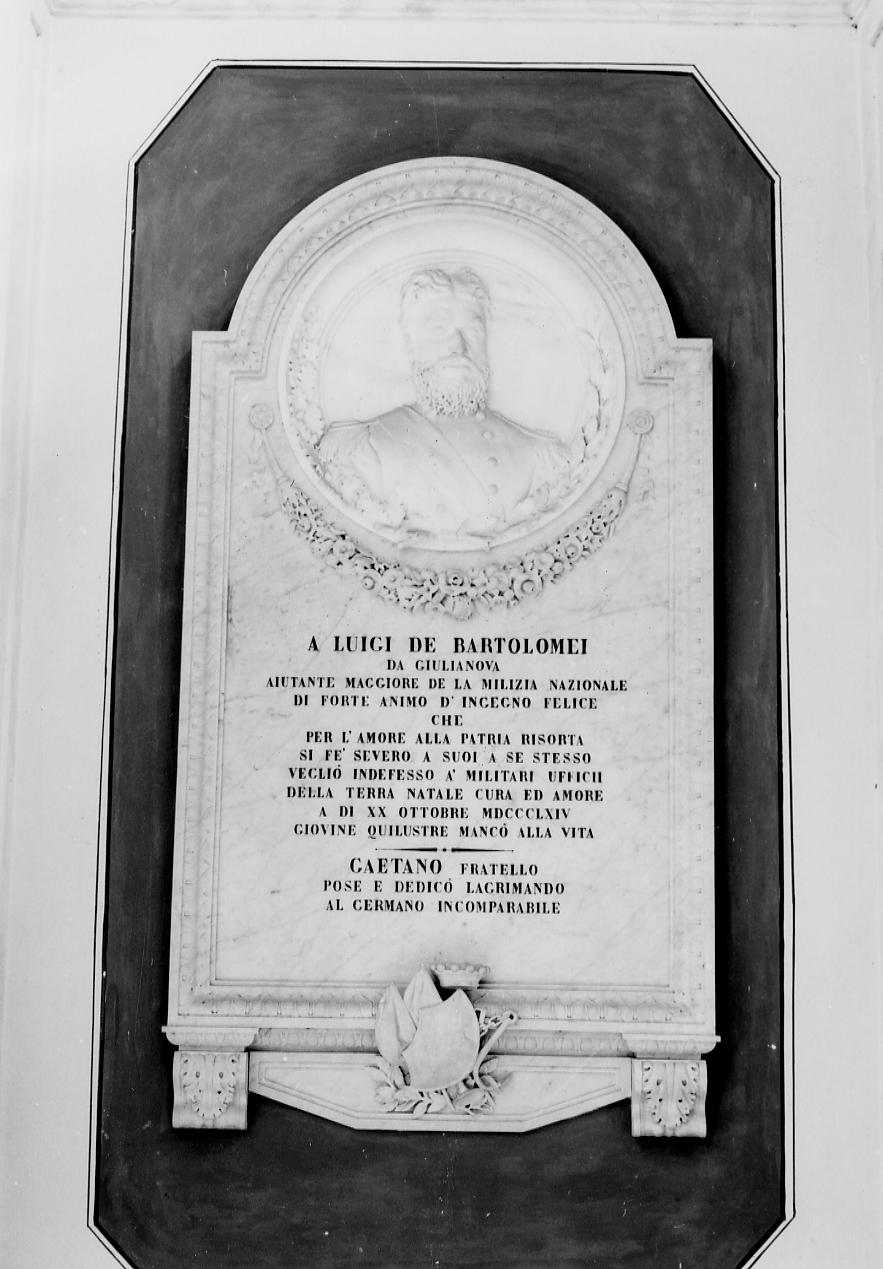 A LUIGI DE BARTOLOMEI
DA GIULIANOVA
AIUTANTE MAGGIORE DE LA MILIZIA NAZIONALE
DI FORTE ANIMO D' INGEGNO FELICE
CHE
PER L' AMORE ALLA PATRIA RISORTA
SI FE' SEVERO A SUOI A SE STESSO
VEGLIÒ INDEFESSO A' MILITARI UFFICII
DELLA TERRA NATALE CURA ED AMORE
A DI XX OTTOBRE MDCCCLXIV
GIOVINE QUILUSTRE MANCÒ ALLA VITA
GAETANO FRATELLO
POSE E DEDICÒ LAGRIMANDO
AL GERMANO INCOMPARABILE